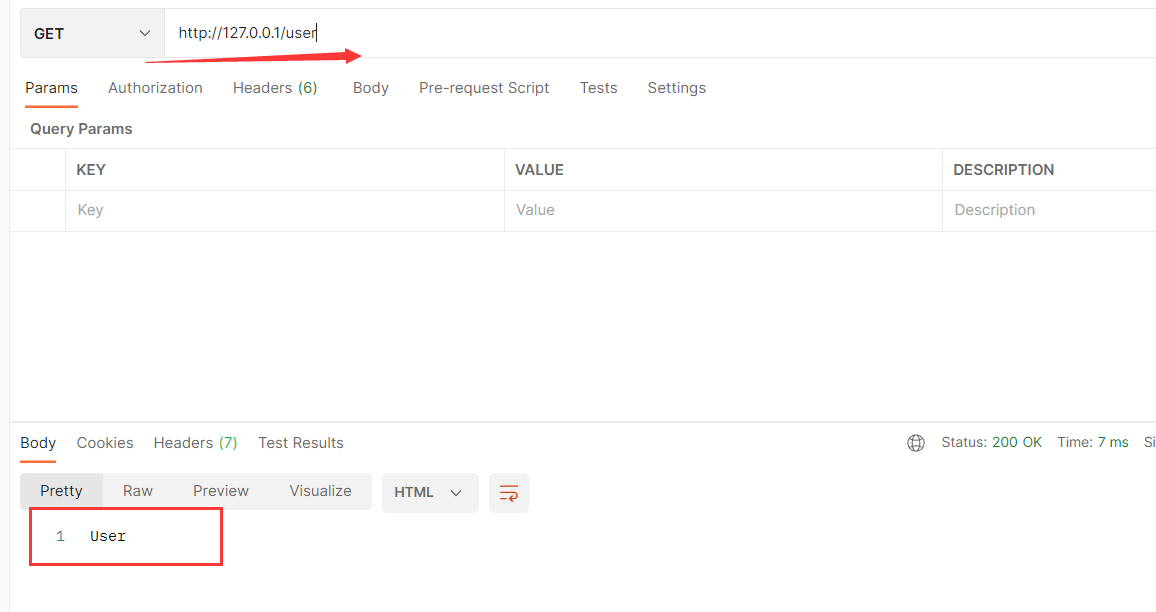 GET http://127.0.0.1/user
Params Authorization Headers (6) Body Pre-request Script Tests Settings
Query Params
KEY VALUE DESCRIPTION
Key Value Description
Body Cookies Headers (7) Test Results Status: 200 OK Time: 7 ms
Pretty Raw Preview Visualize HTML
1 User